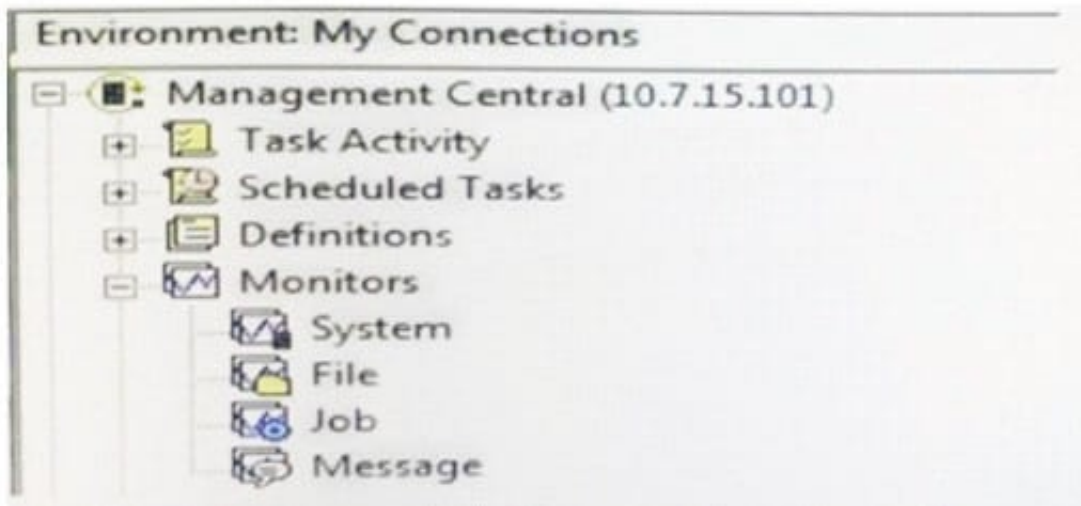 Environment: My Connections
Management Central (10.7.15.101)
Task Activity
Scheduled Tasks
Definitions
Monitors
System
File
Job
Message